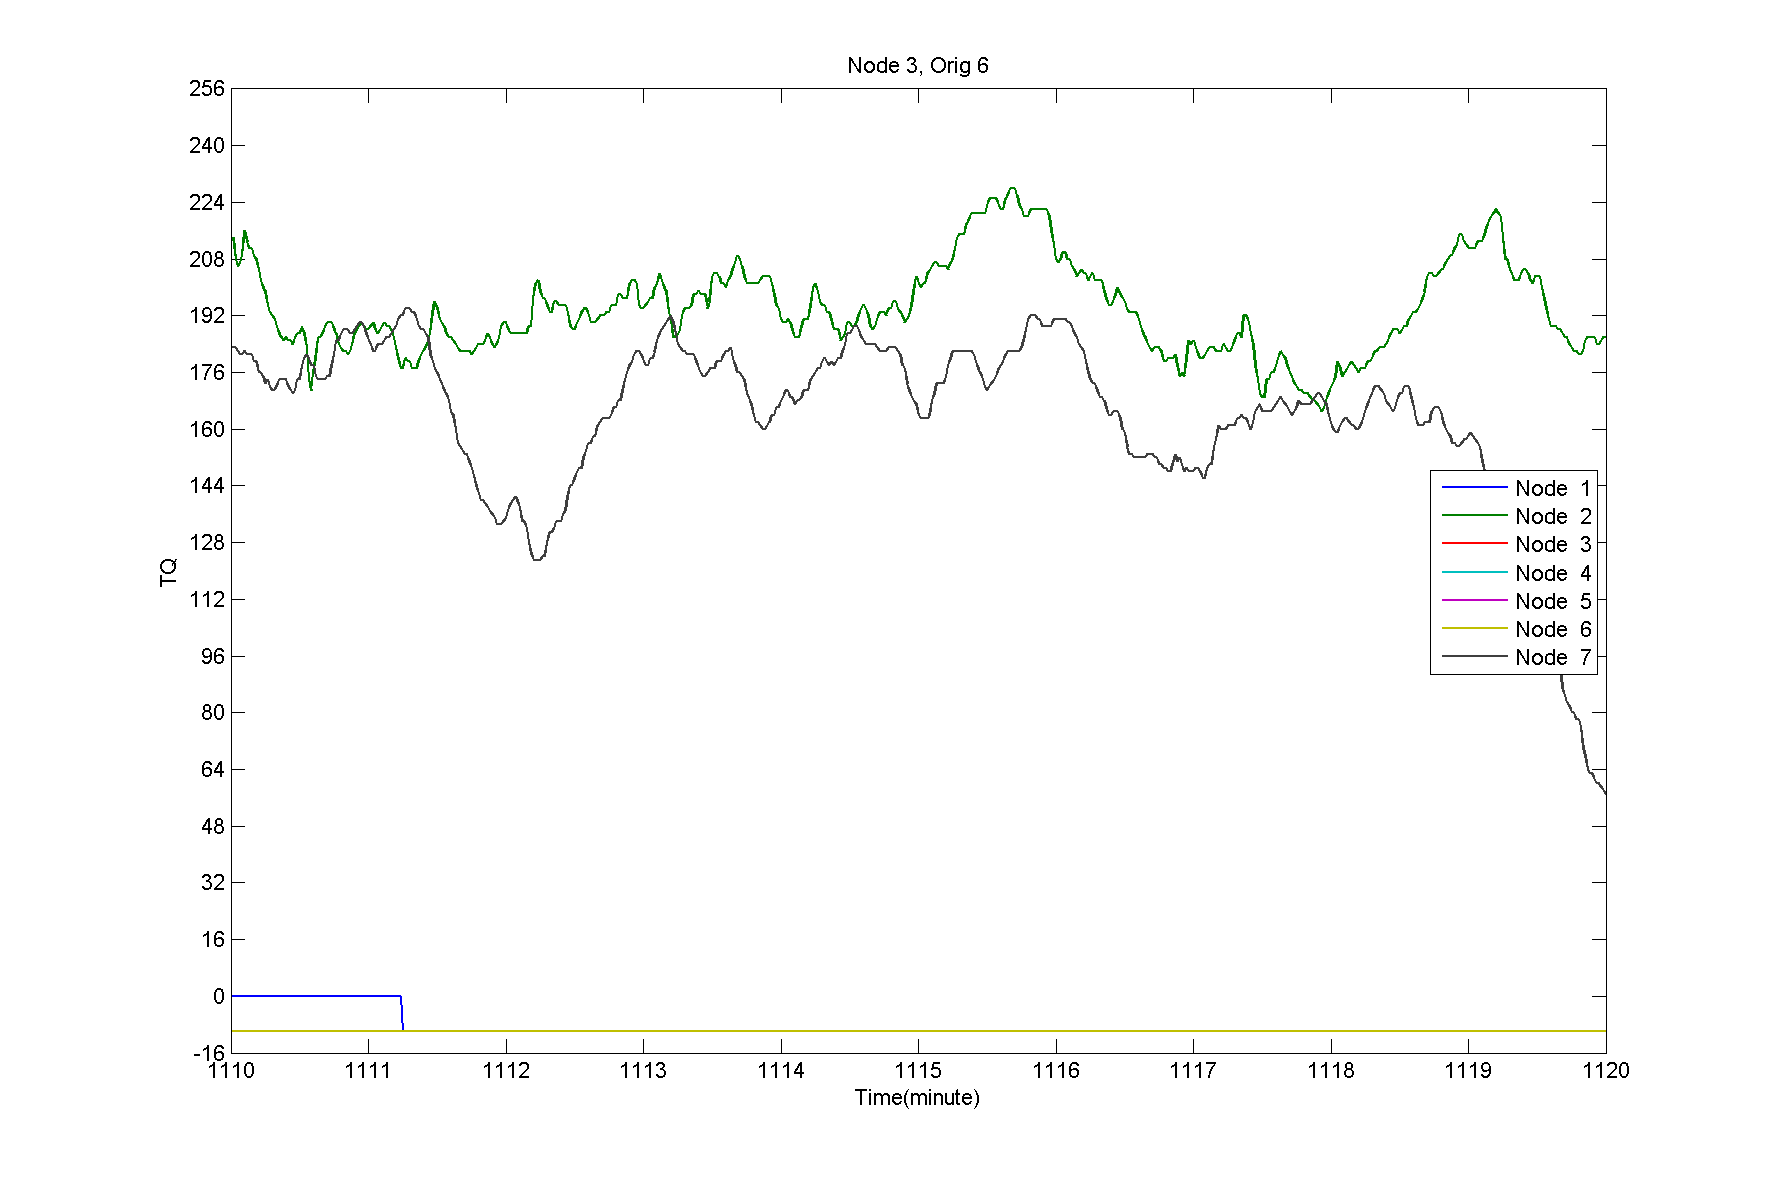 Node 3, Orig 6
256
240
224
208
192
176
160
144
128
112
96
80
64
48
32
16
0
-16
TQ
Node 1
Node 2
Node 3
Node 4
Node 5
Node 6
Node 7
1110 1111 1112 1113 1114 1115 1116 1117 1118 1119 1120
Time(minute)